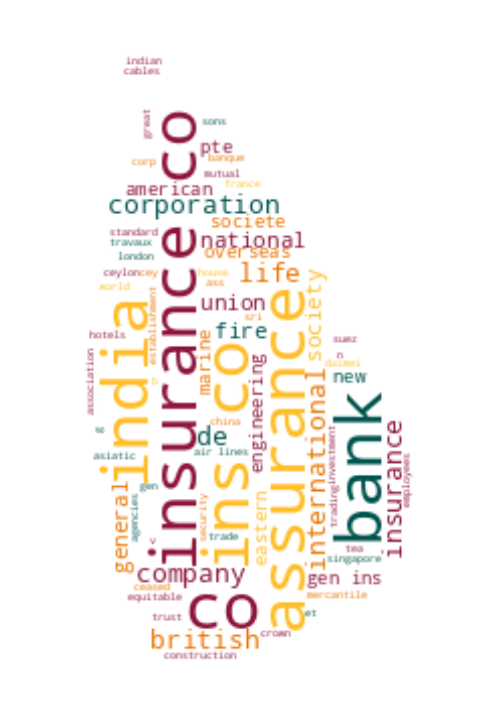 indian
cables
great
co
sons
pte
corp
banque
mutual
american
france
corporation
societe
standard
travaux
national
london
overseas
ceylon
cey
house
life
ass
world
society
establishment
union
india
insurance
sri
fire
hotels
marine
suez
n
association
ins co
assurance
daimei
new
engineering
international
china
bank
de
air lines
asiatic
insurance
general
gen
agencies
security
eastern
trading
investment
employees
v
trade
tea
singapore
company
gen ins
ceased
equitable
mercantile
co
trust
et
british
crown
construction